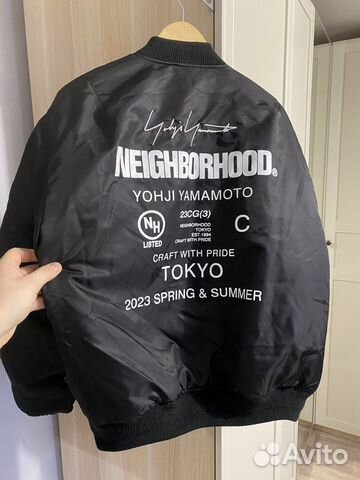 Yohji Yamamoto
NEIGHBORHOOD®
YOHJI YAMAMOTO
NH
LISTED
23CG(3)
NEIGHBORHOOD
TOKYO
EST. 1994
CRAFT WITH PRIDE
C
CRAFT WITH PRIDE
TOKYO
2023 SPRING & SUMMER
Avito